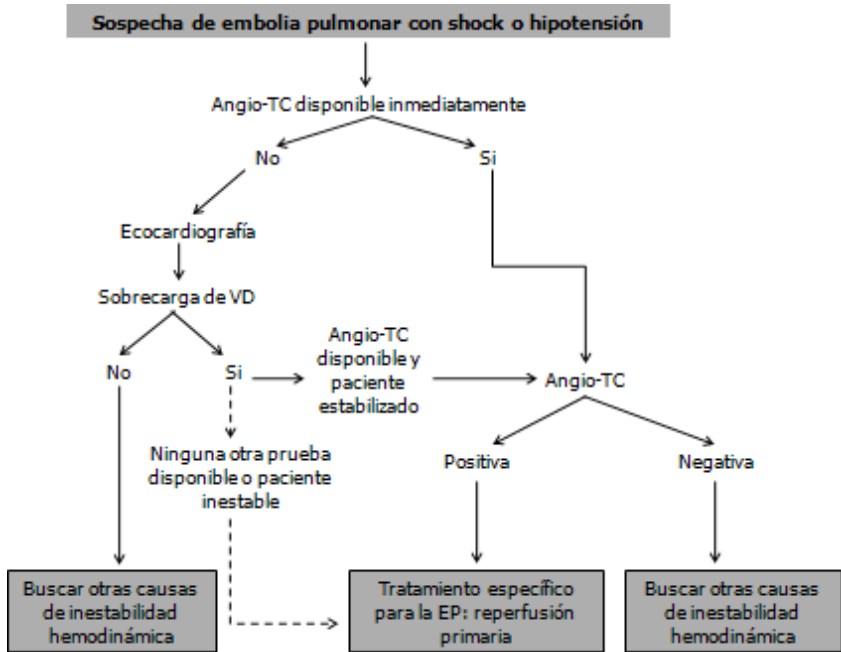 Sospecha de embolia pulmonar con shock o hipotensión
Angio-TC disponible inmediatamente
No
Si
Ecocardiografía
Sobrecarga de VD
No
Si
Angio-TC
disponible y
paciente
estabilizado
Angio-TC
Ninguna otra prueba
disponible o paciente
inestable
Positiva
Negativa
Buscar otras causas
de inestabilidad
hemodinámica
Tratamiento específico
para la EP: reperfusión
primaria
Buscar otras causas
de inestabilidad
hemodinámica